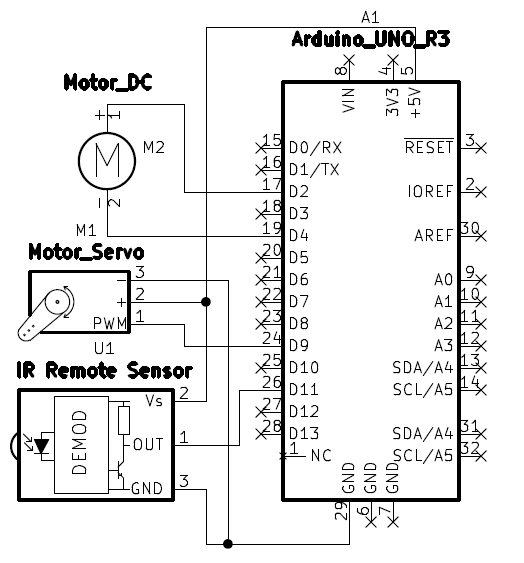 A1
Arduino_UNO_R3
8 4 5
VIN 3V3 +5V
Motor_DC
+ 1
M M2
- 2
M1
Motor_Servo
- 3
+ 2
PWM 1
U1
IR Remote Sensor
Vs 2
DEMOD
OUT 1
GND 3
15 D0/RX RESET 3
16 D1/TX
17 D2 IOREF 2
18 D3
19 D4 AREF 30
20 D5
21 D6 A0 9
22 D7 A1 10
23 D8 A2 11
24 D9 A3 12
25 D10 SDA/A4 13
26 D11 SCL/A5 14
27 D12
28 D13 SDA/A4 31
1 NC SCL/A5 32
GND GND GND
29 6 7